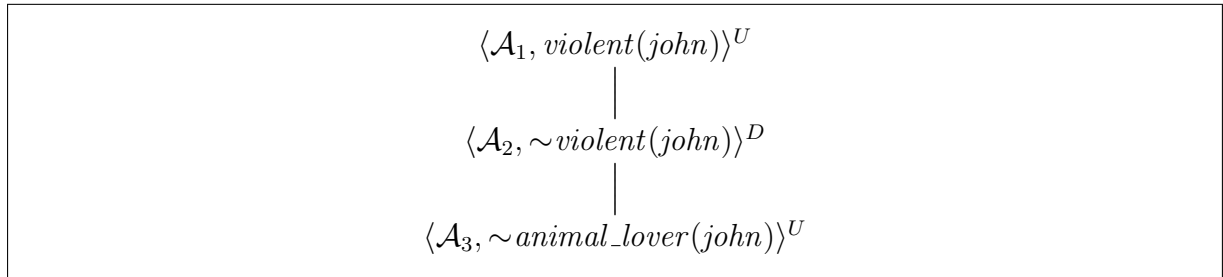 ⟨𝒜₁, violent(john)⟩ᵁ
⟨𝒜₂, ∼violent(john)⟩ᴰ
⟨𝒜₃, ∼animal_lover(john)⟩ᵁ